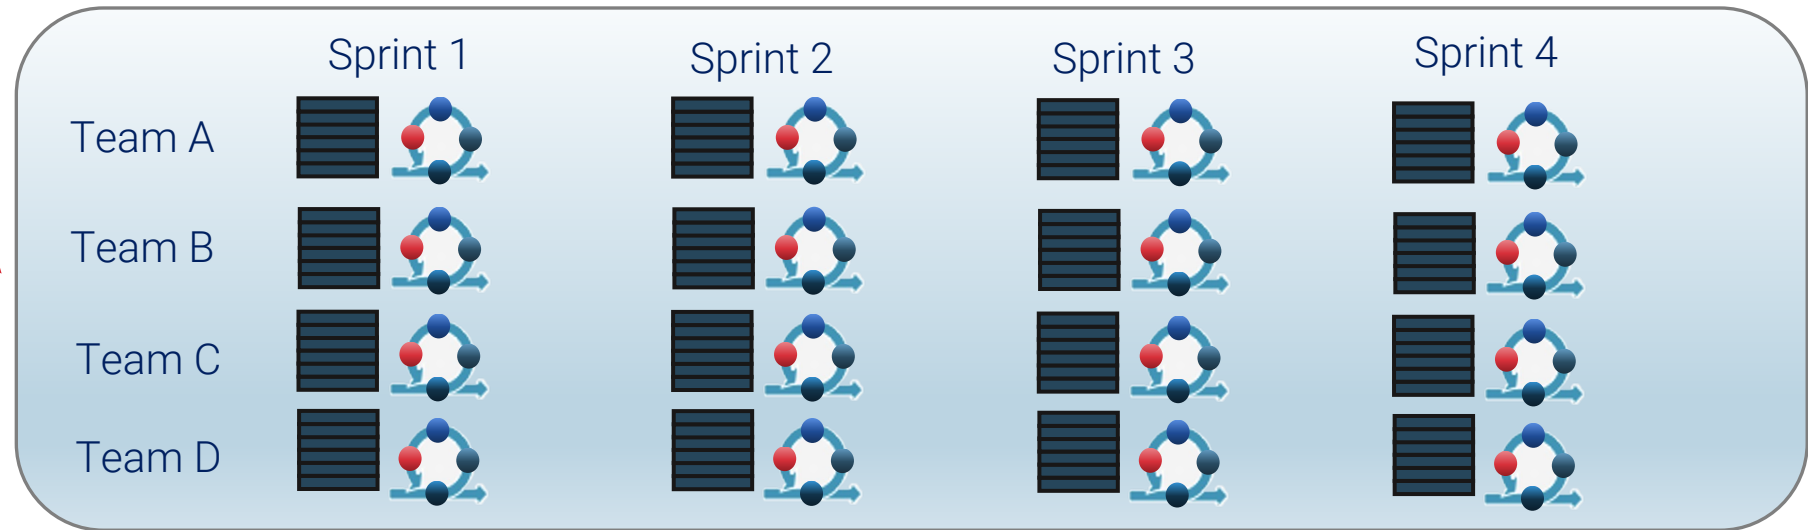 Sprint 1
Sprint 2
Sprint 3
Sprint 4
Team A
Team B
Team C
Team D